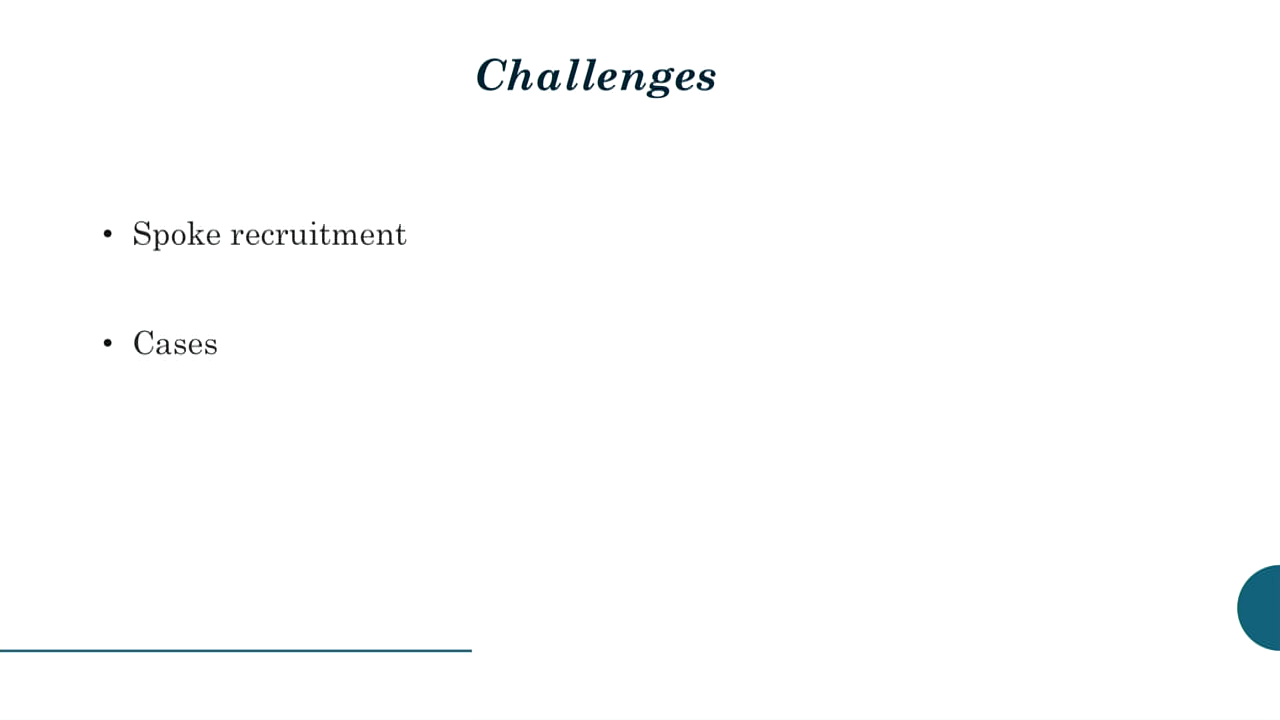 Challenges
• Spoke recruitment
• Cases